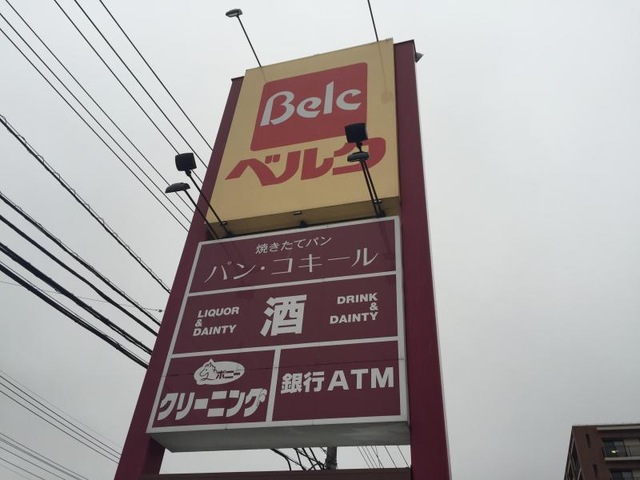 Belc
ベルク
焼きたてパン
パン・コキール
LIQUOR
&
DAINTY
酒
DRINK
&
DAINTY
ポニー
クリーニング
銀行ATM